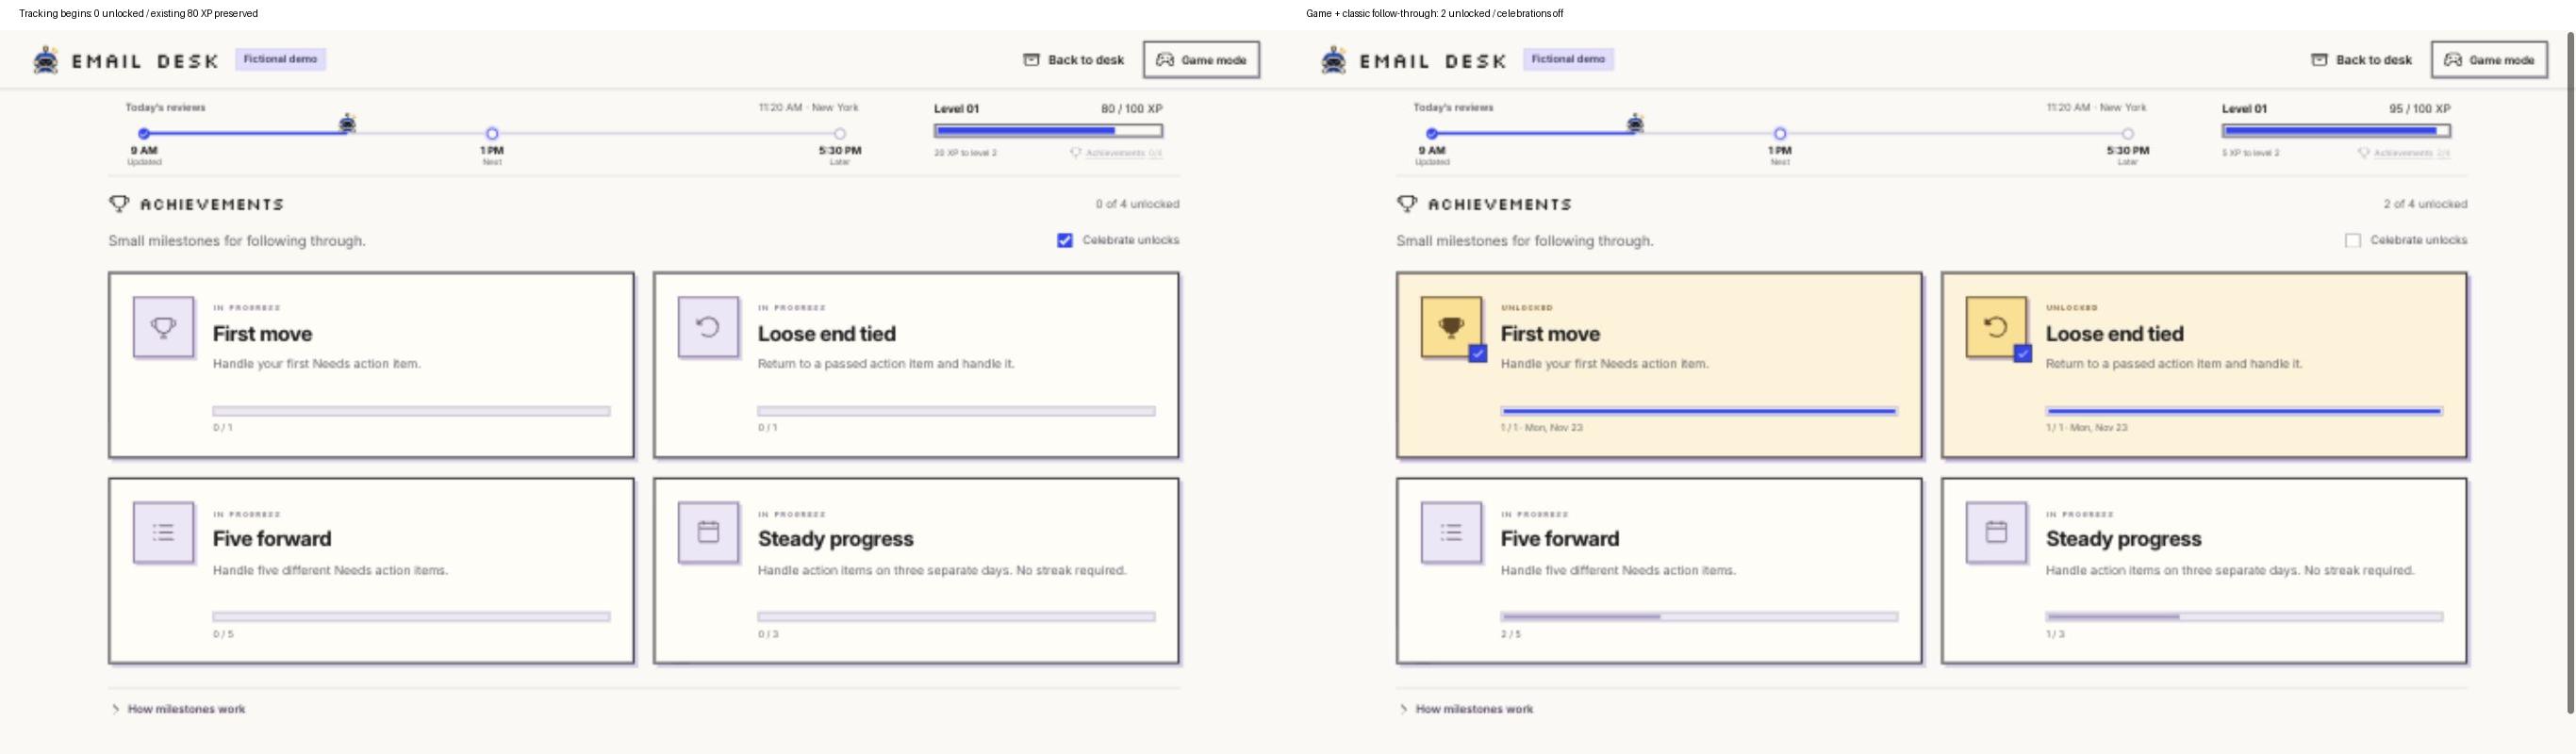 Tracking begins: 0 unlocked / existing 80 XP preserved
EMAIL DESK
Fictional demo
Back to desk
Game mode
Today's reviews
11:20 AM · New York
9 AM
Updated
1 PM
Next
5:30 PM
Later
Level 01
80 / 100 XP
20 XP to level 2
Achievements 0/4
ACHIEVEMENTS
0 of 4 unlocked
Small milestones for following through.
Celebrate unlocks
IN PROGRESS
First move
Handle your first Needs action item.
0 / 1
IN PROGRESS
Loose end tied
Return to a passed action item and handle it.
0 / 1
IN PROGRESS
Five forward
Handle five different Needs action items.
0 / 5
IN PROGRESS
Steady progress
Handle action items on three separate days. No streak required.
0 / 3
How milestones work
Game + classic follow-through: 2 unlocked / celebrations off
EMAIL DESK
Fictional demo
Back to desk
Game mode
Today's reviews
11:20 AM · New York
9 AM
Updated
1 PM
Next
5:30 PM
Later
Level 01
95 / 100 XP
5 XP to level 2
Achievements 2/4
ACHIEVEMENTS
2 of 4 unlocked
Small milestones for following through.
Celebrate unlocks
UNLOCKED
First move
Handle your first Needs action item.
1 / 1 · Mon, Nov 23
UNLOCKED
Loose end tied
Return to a passed action item and handle it.
1 / 1 · Mon, Nov 23
IN PROGRESS
Five forward
Handle five different Needs action items.
2 / 5
IN PROGRESS
Steady progress
Handle action items on three separate days. No streak required.
1 / 3
How milestones work